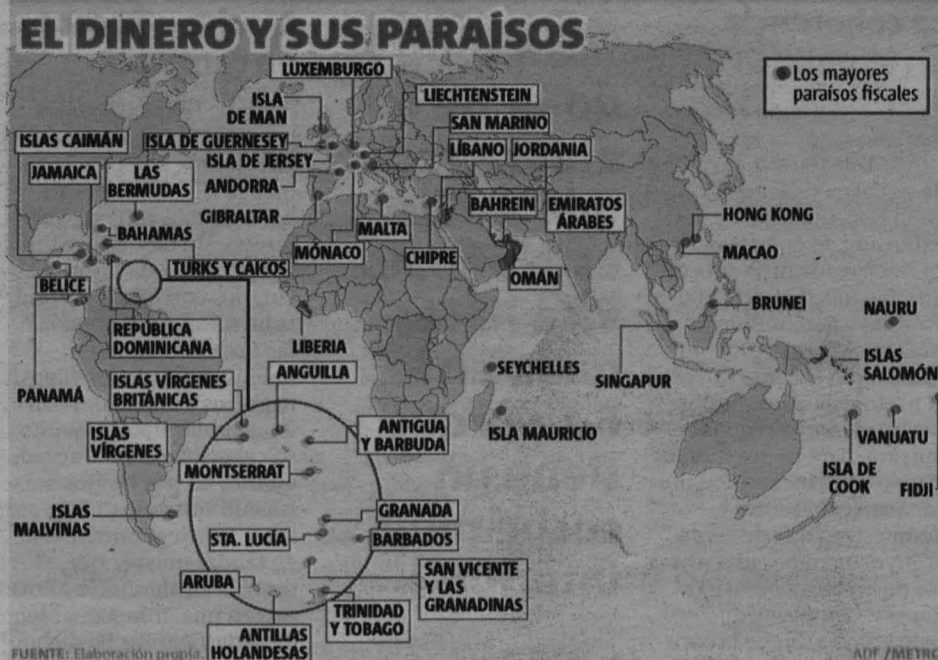 EL DINERO Y SUS PARAÍSOS
Los mayores
paraísos fiscales
LUXEMBURGO
ISLA
DE MAN
LIECHTENSTEIN
ISLAS CAIMÁN
ISLA DE GUERNESEY
SAN MARINO
ISLA DE JERSEY
LÍBANO
JORDANIA
JAMAICA
LAS
BERMUDAS
ANDORRA
GIBRALTAR
BAHAMAS
MÓNACO
MALTA
CHIPRE
BAHREIN
EMIRATOS
ÁRABES
OMÁN
HONG KONG
MACAO
TURKS Y CAICOS
BELICE
BRUNEI
NAURU
REPÚBLICA
DOMINICANA
LIBERIA
SEYCHELLES
SINGAPUR
ISLAS
SALOMÓN
PANAMÁ
ISLAS VÍRGENES
BRITÁNICAS
ANGUILLA
ISLAS
VÍRGENES
ANTIGUA
Y BARBUDA
ISLA MAURICIO
VANUATU
ISLA DE
COOK
FIDJI
MONTSERRAT
ISLAS
MALVINAS
GRANADA
STA. LUCÍA
BARBADOS
SAN VICENTE
Y LAS
GRANADINAS
ARUBA
TRINIDAD
Y TOBAGO
ANTILLAS
HOLANDESAS
FUENTE: Elaboración propia.
ADF / METRO